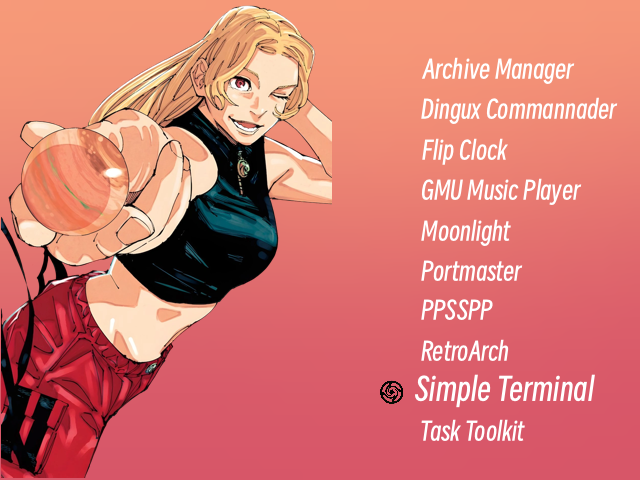 Archive Manager
Dingux Commannader
Flip Clock
GMU Music Player
Moonlight
Portmaster
PPSSPP
RetroArch
Simple Terminal
Task Toolkit